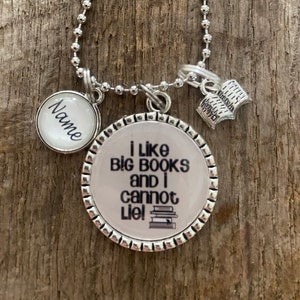 Name
i Like
BIG BOOKS
AND i
CANNOT
Lie!